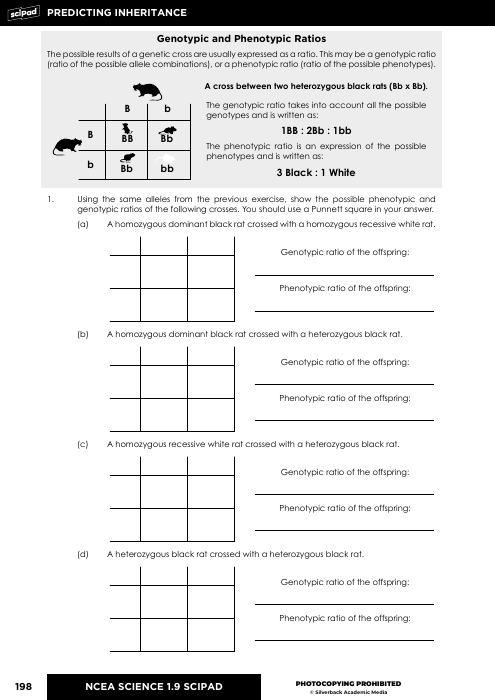 scipad PREDICTING INHERITANCE
Genotypic and Phenotypic Ratios
The possible results of a genetic cross are usually expressed as a ratio. This may be a genotypic ratio
(ratio of the possible allele combinations), or a phenotypic ratio (ratio of the possible phenotypes).
B b
B BB Bb
b Bb bb
A cross between two heterozygous black rats (Bb x Bb).
The genotypic ratio takes into account all the possible
genotypes and is written as:
1BB : 2Bb : 1bb
The phenotypic ratio is an expression of the possible
phenotypes and is written as:
3 Black : 1 White
1. Using the same alleles from the previous exercise, show the possible phenotypic and
genotypic ratios of the following crosses. You should use a Punnett square in your answer.
(a) A homozygous dominant black rat crossed with a homozygous recessive white rat.
Genotypic ratio of the offspring:
Phenotypic ratio of the offspring:
(b) A homozygous dominant black rat crossed with a heterozygous black rat.
Genotypic ratio of the offspring:
Phenotypic ratio of the offspring:
(c) A homozygous recessive white rat crossed with a heterozygous black rat.
Genotypic ratio of the offspring:
Phenotypic ratio of the offspring:
(d) A heterozygous black rat crossed with a heterozygous black rat.
Genotypic ratio of the offspring:
Phenotypic ratio of the offspring:
198 NCEA SCIENCE 1.9 SCIPAD PHOTOCOPYING PROHIBITED
© Silverback Academic Media